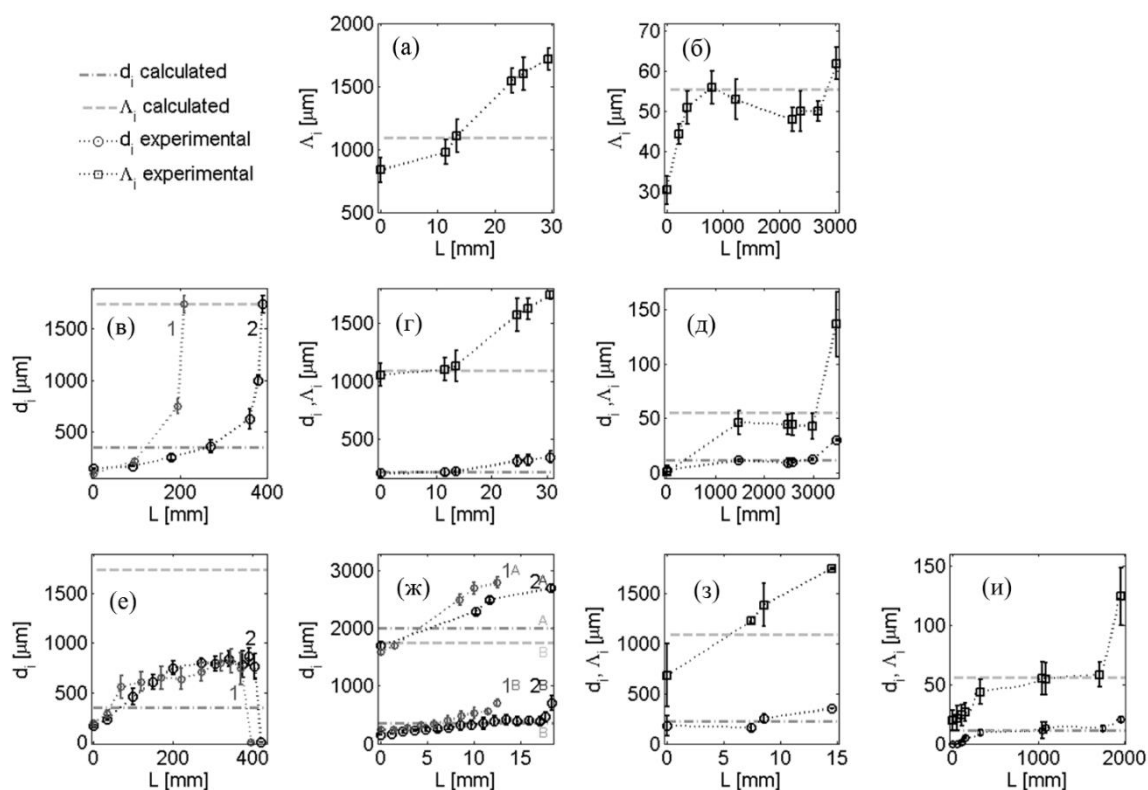 d_i calculated
Λ_i calculated
d_i experimental
Λ_i experimental
(а)
2000
1500
1000
500
Λ_i [μm]
0 10 20 30
L [mm]
(б)
70
60
50
40
30
Λ_i [μm]
0 1000 2000 3000
L [mm]
(в)
1 2
1500
1000
500
d_i [μm]
0 200 400
L [mm]
(г)
1500
1000
500
d_i ,Λ_i [μm]
0 10 20 30
L [mm]
(д)
150
100
50
0
d_i ,Λ_i [μm]
0 1000 2000 3000
L [mm]
(е)
2
1
1500
1000
500
0
d_i [μm]
0 100 200 300 400
L [mm]
(ж)
1A 2A
A
B
1B 2B
B
3000
2000
1000
0
d_i [μm]
0 5 10 15
L [mm]
(з)
1500
1000
500
0
d_i, Λ_i [μm]
0 5 10 15
L [mm]
(и)
150
100
50
0
d_i, Λ_i [μm]
0 1000 2000
L [mm]